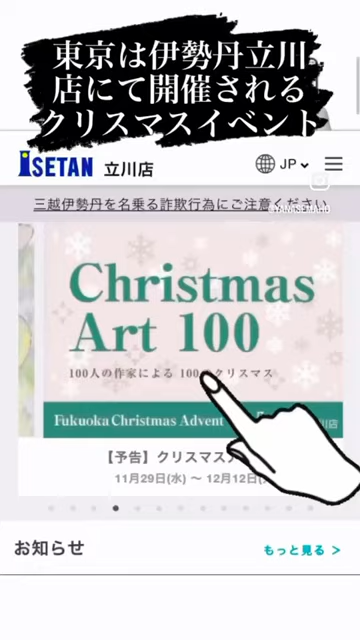 東京は伊勢丹立川
店にて開催される
クリスマスイベント
iSETAN 立川店
JP
三越伊勢丹を名乗る詐欺行為にご注意ください
Christmas
Art 100
100人の作家による 100 クリスマス
Fukuoka Christmas Advent
川店
【予告】クリスマス
11月29日(水) ～ 12月12日
お知らせ
もっと見る >